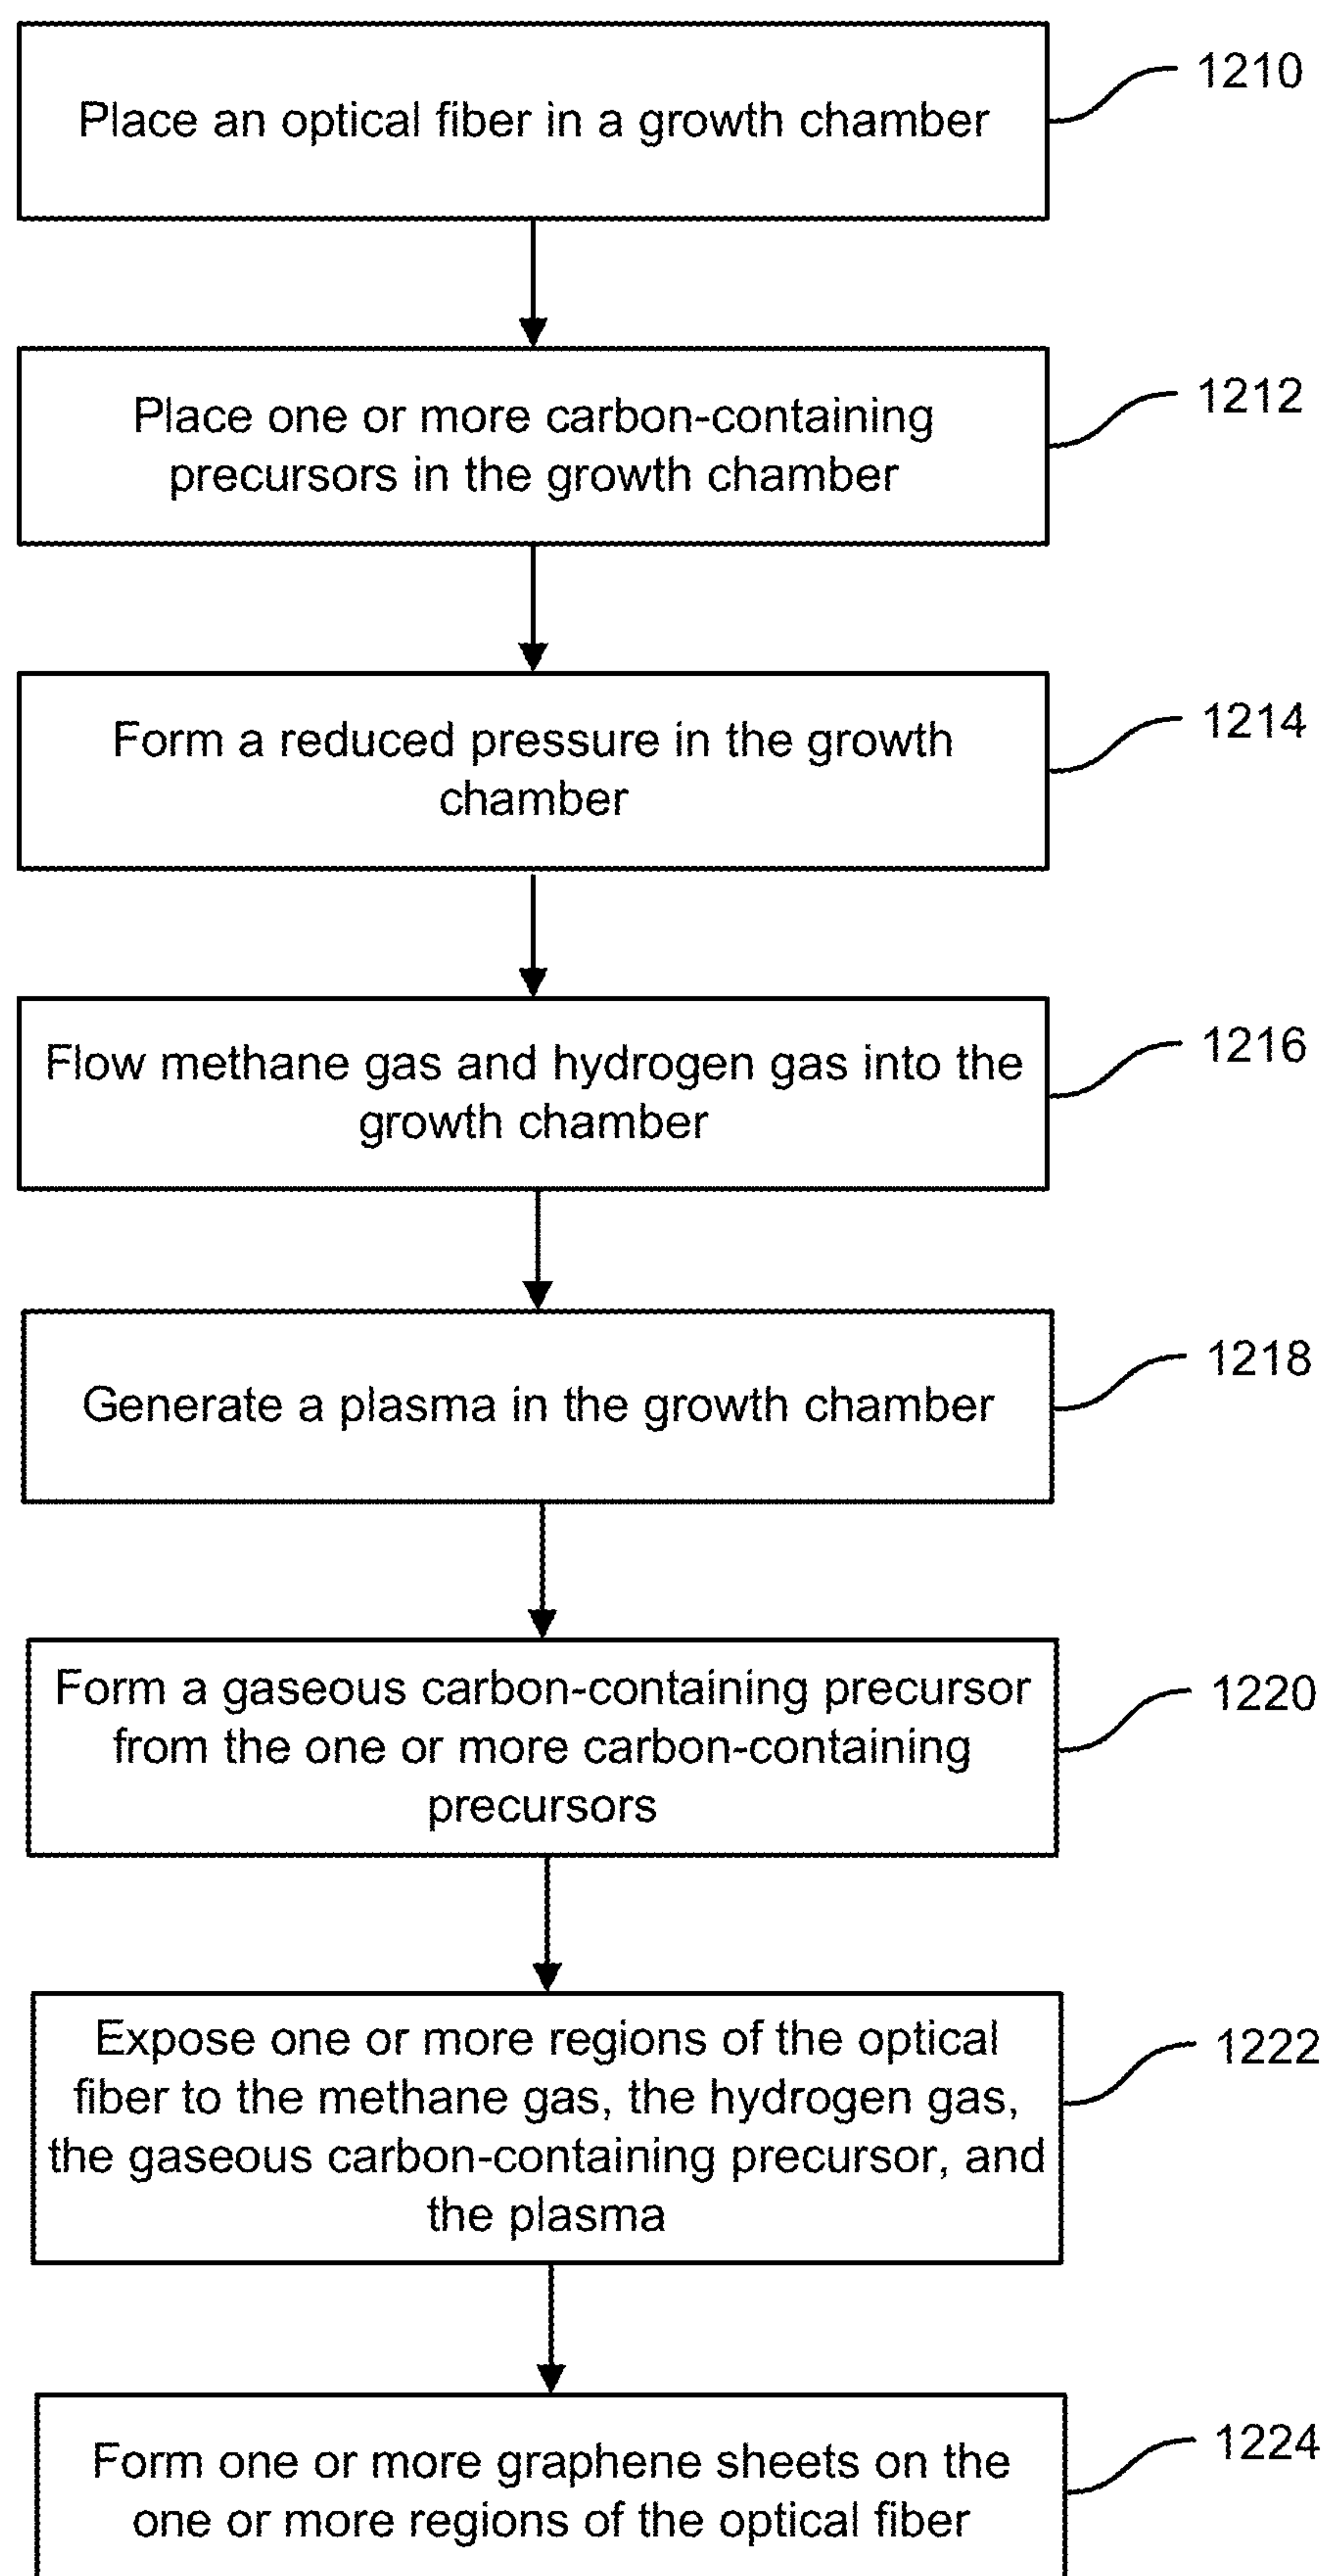 Place an optical fiber in a growth chamber
1210
Place one or more carbon-containing
precursors in the growth chamber
1212
Form a reduced pressure in the growth
chamber
1214
Flow methane gas and hydrogen gas into the
growth chamber
1216
Generate a plasma in the growth chamber
1218
Form a gaseous carbon-containing precursor
from the one or more carbon-containing
precursors
1220
Expose one or more regions of the optical
fiber to the methane gas, the hydrogen gas,
the gaseous carbon-containing precursor, and
the plasma
1222
Form one or more graphene sheets on the
one or more regions of the optical fiber
1224